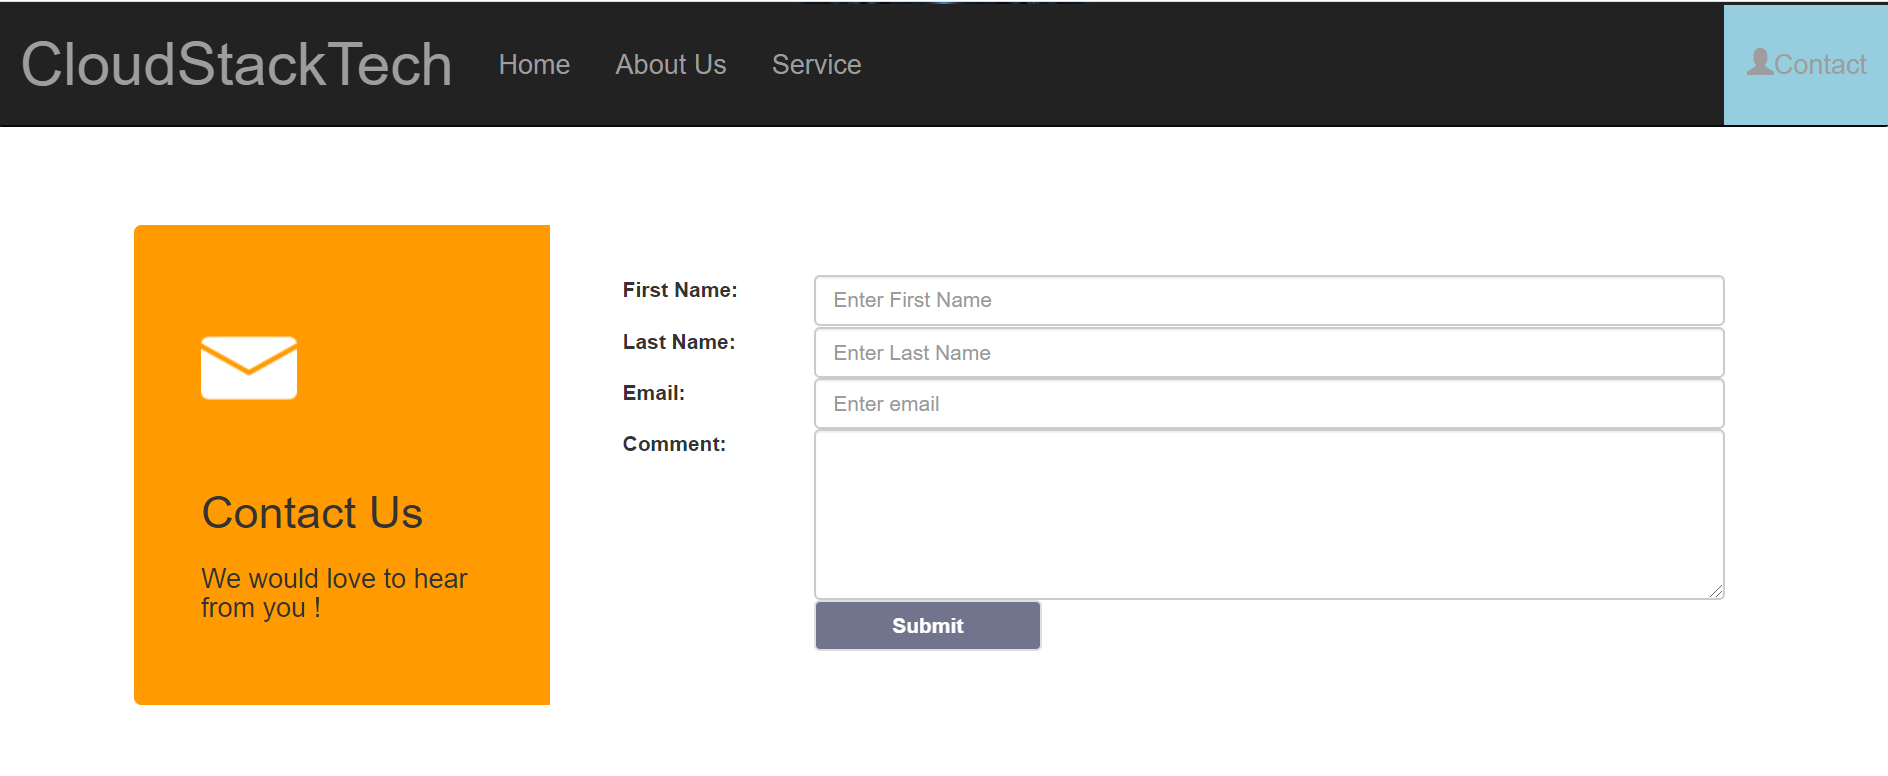 CloudStackTech Home About Us Service Contact
First Name: Enter First Name
Last Name: Enter Last Name
Email: Enter email
Comment:
Submit
Contact Us
We would love to hear
from you !